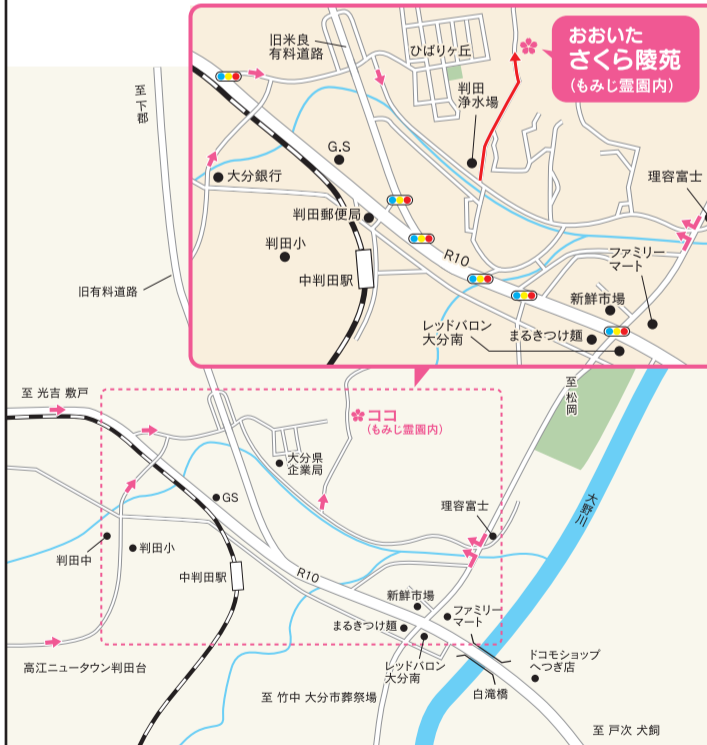 旧米良
有料道路
ひばりヶ丘
おおいた
さくら陵苑
(もみじ霊園内)
至 下郡
判田
浄水場
G.S
大分銀行
理容富士
判田郵便局
判田小
R10
ファミリー
マート
中判田駅
新鮮市場
旧有料道路
レッドバロン
大分南
まるきつけ麺
至 松岡
至 光吉 敷戸
ココ
(もみじ霊園内)
大分県
企業局
大野川
GS
理容富士
判田中
判田小
中判田駅
R10
新鮮市場
ファミリー
マート
まるきつけ麺
高江ニュータウン判田台
レッドバロン
大分南
ドコモショップ
へつぎ店
白滝橋
至 竹中 大分市葬祭場
至 戸次 犬飼